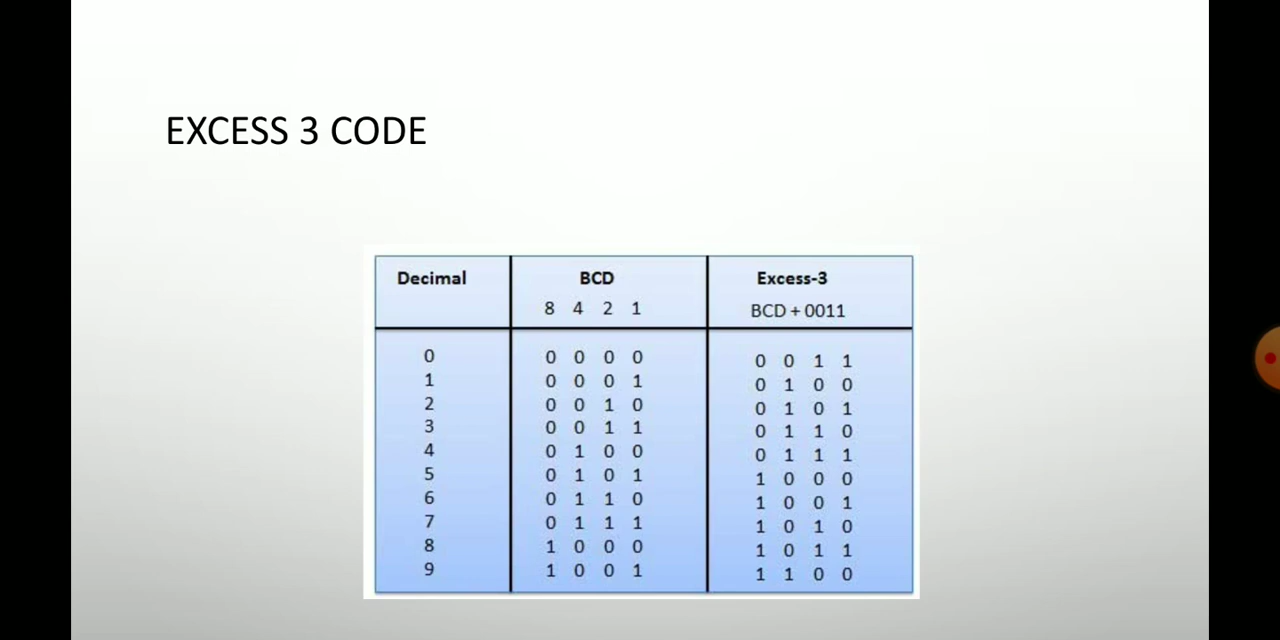 EXCESS 3 CODE
Decimal BCD Excess-3
8 4 2 1 BCD + 0011
0 0 0 0 0 0 0 1 1
1 0 0 0 1 0 1 0 0
2 0 0 1 0 0 1 0 1
3 0 0 1 1 0 1 1 0
4 0 1 0 0 0 1 1 1
5 0 1 0 1 1 0 0 0
6 0 1 1 0 1 0 0 1
7 0 1 1 1 1 0 1 0
8 1 0 0 0 1 0 1 1
9 1 0 0 1 1 1 0 0